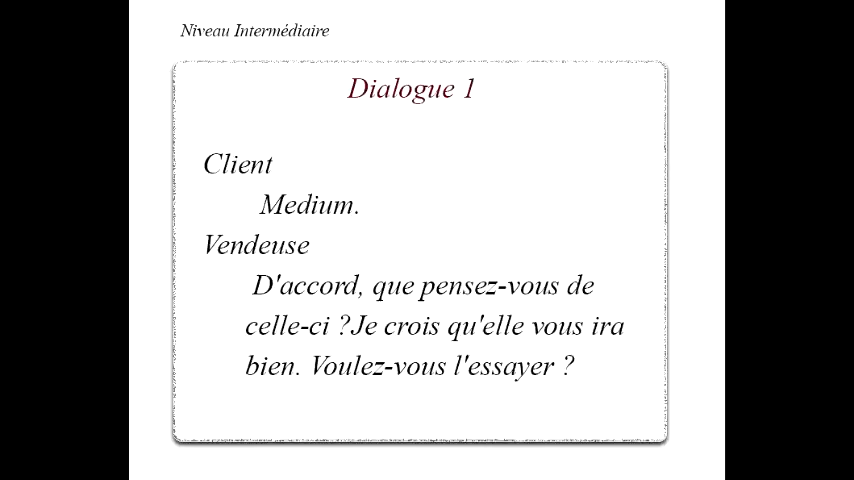 Niveau Intermédiaire
Dialogue 1
Client
Medium.
Vendeuse
D'accord, que pensez-vous de
celle-ci ?Je crois qu'elle vous ira
bien. Voulez-vous l'essayer ?